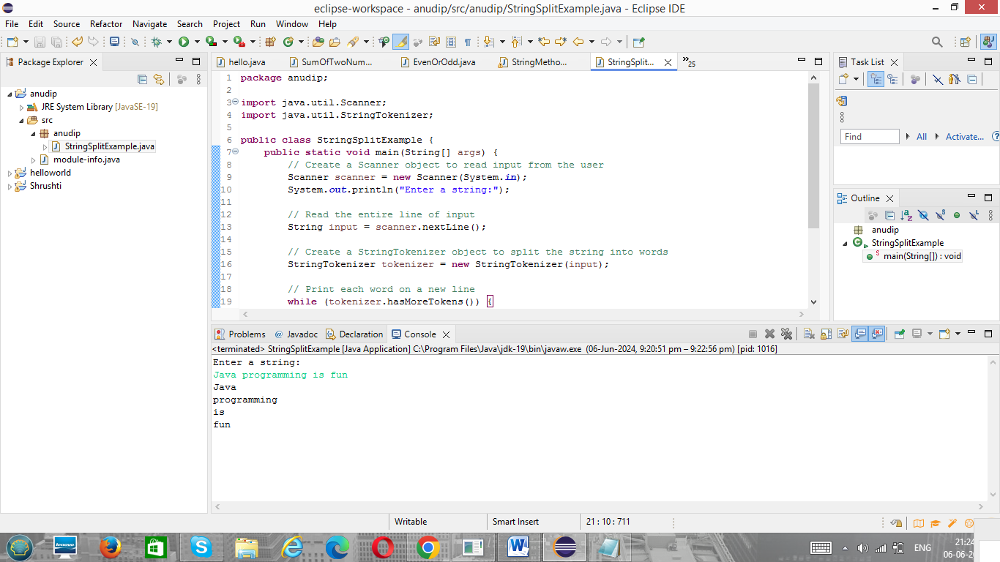 eclipse-workspace - anudip/src/anudip/StringSplitExample.java - Eclipse IDE
File Edit Source Refactor Navigate Search Project Run Window Help
Package Explorer
anudip
JRE System Library [JavaSE-19]
src
anudip
StringSplitExample.java
module-info.java
helloworld
Shrushti
hello.java SumOfTwoNum... EvenOrOdd.java StringMetho... StringSplit... »25
1 package anudip;
2
3 import java.util.Scanner;
4 import java.util.StringTokenizer;
5
6 public class StringSplitExample {
7     public static void main(String[] args) {
8         // Create a Scanner object to read input from the user
9         Scanner scanner = new Scanner(System.in);
10         System.out.println("Enter a string:");
11
12         // Read the entire line of input
13         String input = scanner.nextLine();
14
15         // Create a StringTokenizer object to split the string into words
16         StringTokenizer tokenizer = new StringTokenizer(input);
17
18         // Print each word on a new line
19         while (tokenizer.hasMoreTokens()) {
Task List
Find All Activate...
Outline
anudip
StringSplitExample
main(String[]) : void
Problems @ Javadoc Declaration Console
<terminated> StringSplitExample [Java Application] C:\Program Files\Java\jdk-19\bin\javaw.exe (06-Jun-2024, 9:20:51 pm – 9:22:56 pm) [pid: 1016]
Enter a string:
Java programming is fun
Java
programming
is
fun
Writable Smart Insert 21 : 10 : 711
lenovo
ENG
21:24
06-06-20